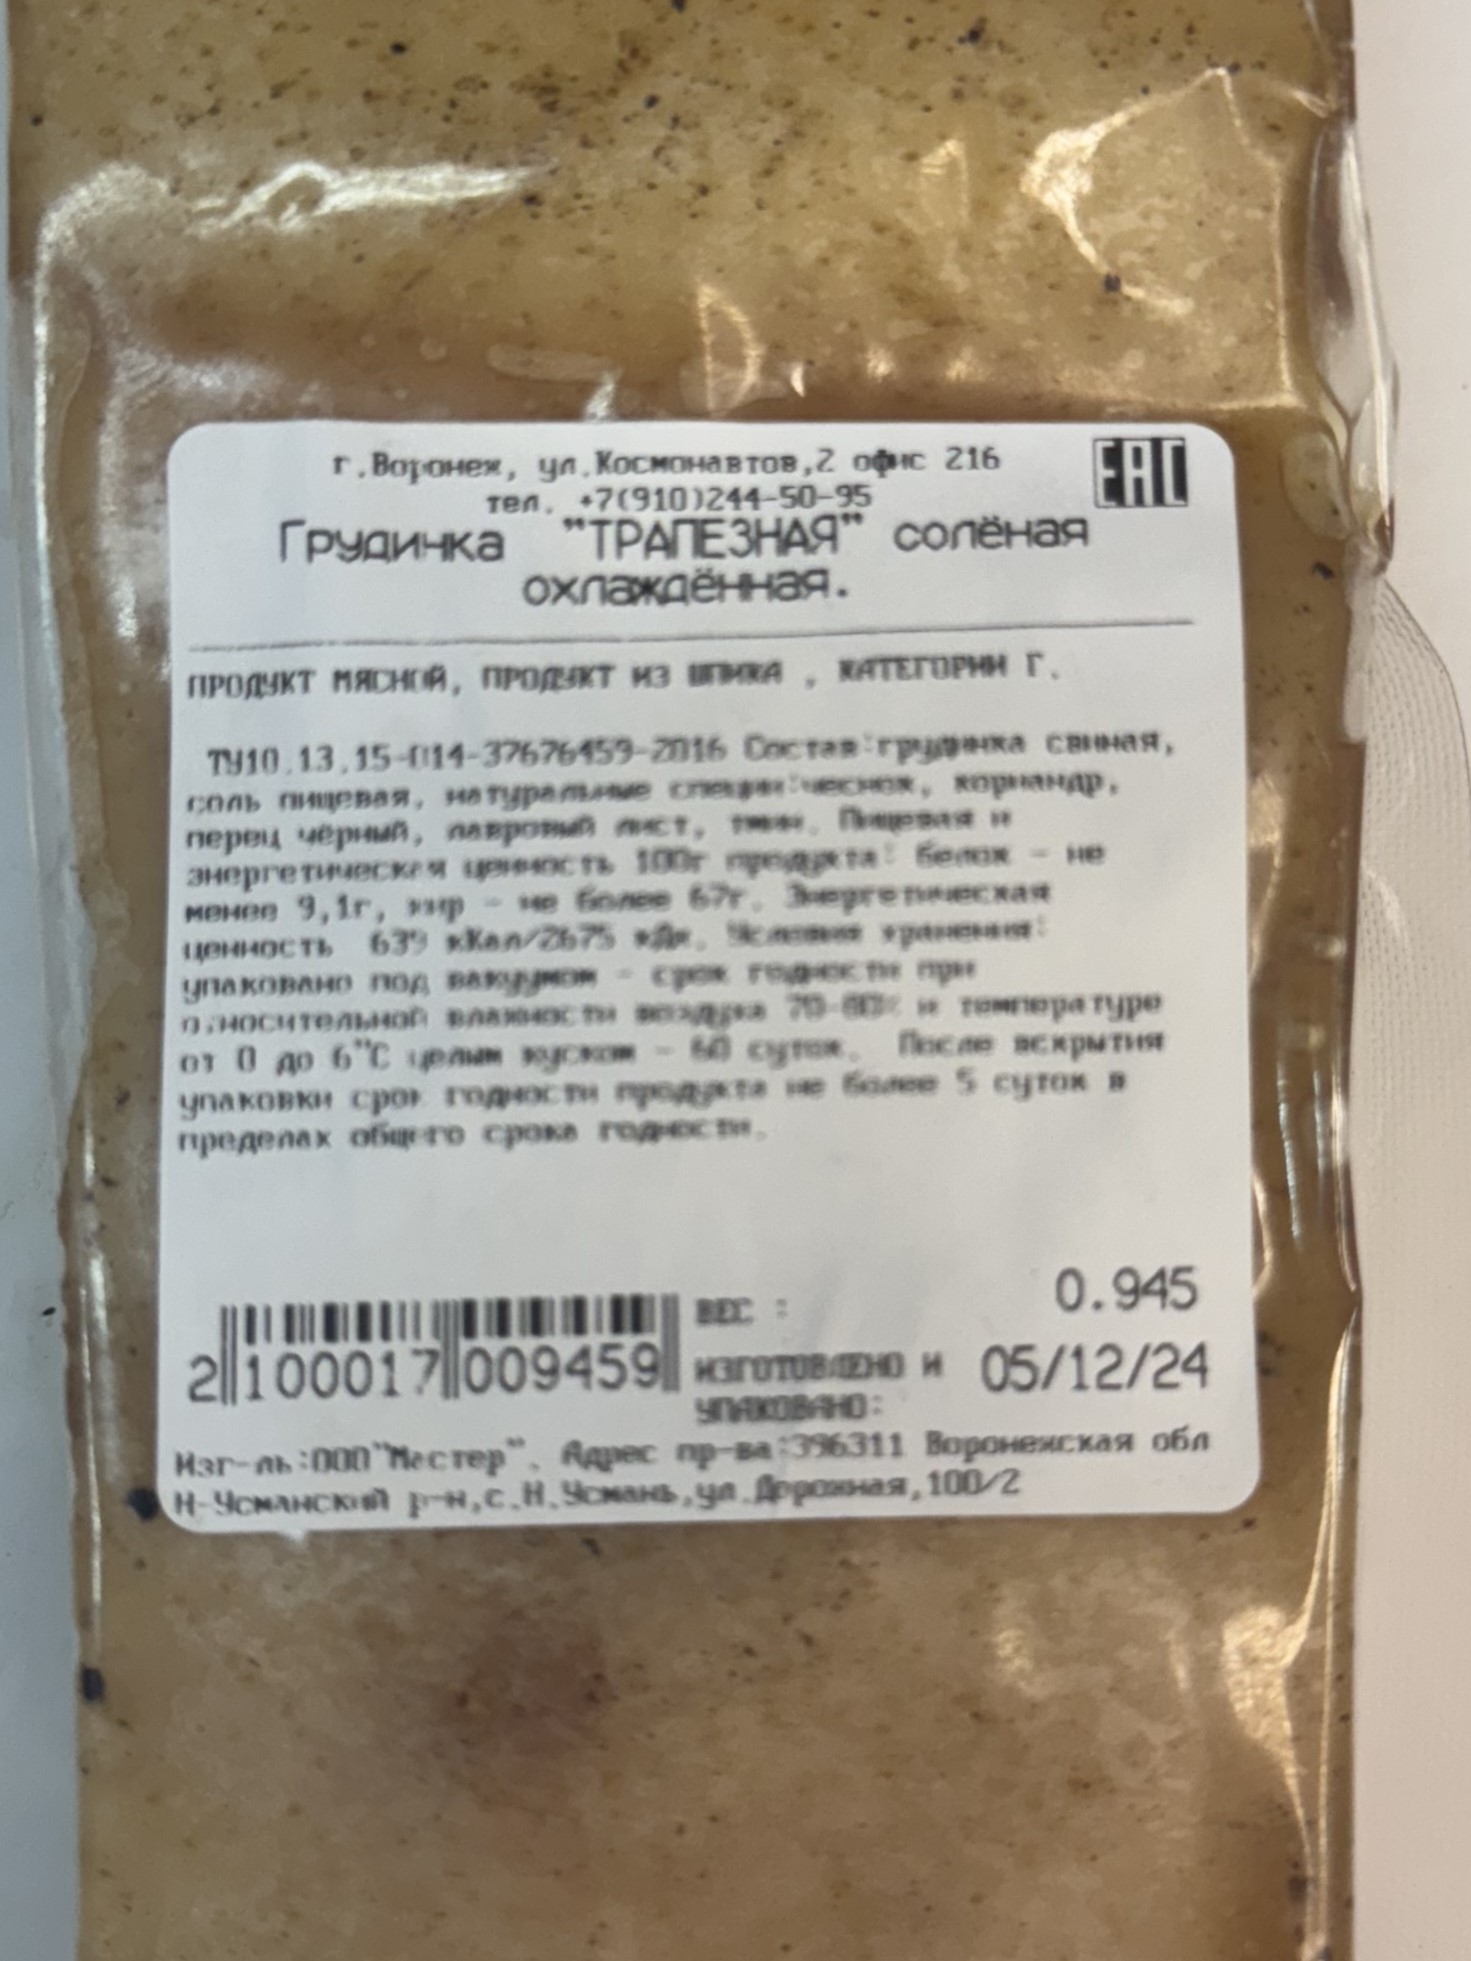 г.Воронеж, ул.Космонавтов,2 офис 216
тел. +7(910)244-50-95
EAC
Грудинка "ТРАПЕЗНАЯ" солёная
охлаждённая.
ПРОДУКТ МЯСНОЙ, ПРОДУКТ ИЗ ШПИКА , КАТЕГОРИИ Г.
ТУ10.13.15-014-37676459-2016 Состав:грудинка свиная,
соль пищевая, натуральные специи:чеснок, кориандр,
перец чёрный, лавровый лист, тмин. Пищевая и
энергетическая ценность 100г продукта: белок - не
менее 9,1г, жир - не более 67г. Энергетическая
ценность 639 кКал/2675 кДж. Условия хранения:
упаковано под вакуумом - срок годности при
относительной влажности воздуха 70-80% и температуре
от 0 до 6°С целым куском - 60 суток. После вскрытия
упаковки срок годности продукта не более 5 суток в
пределах общего срока годности.
ВЕС : 0.945
ИЗГОТОВЛЕНО И 05/12/24
УПАКОВАНО:
2 100017 009459
Изг-ль:ООО"Мастер". Адрес пр-ва:396311 Воронежская обл
Н-Усманский р-н,с.Н.Усмань,ул.Дорожная,100/2